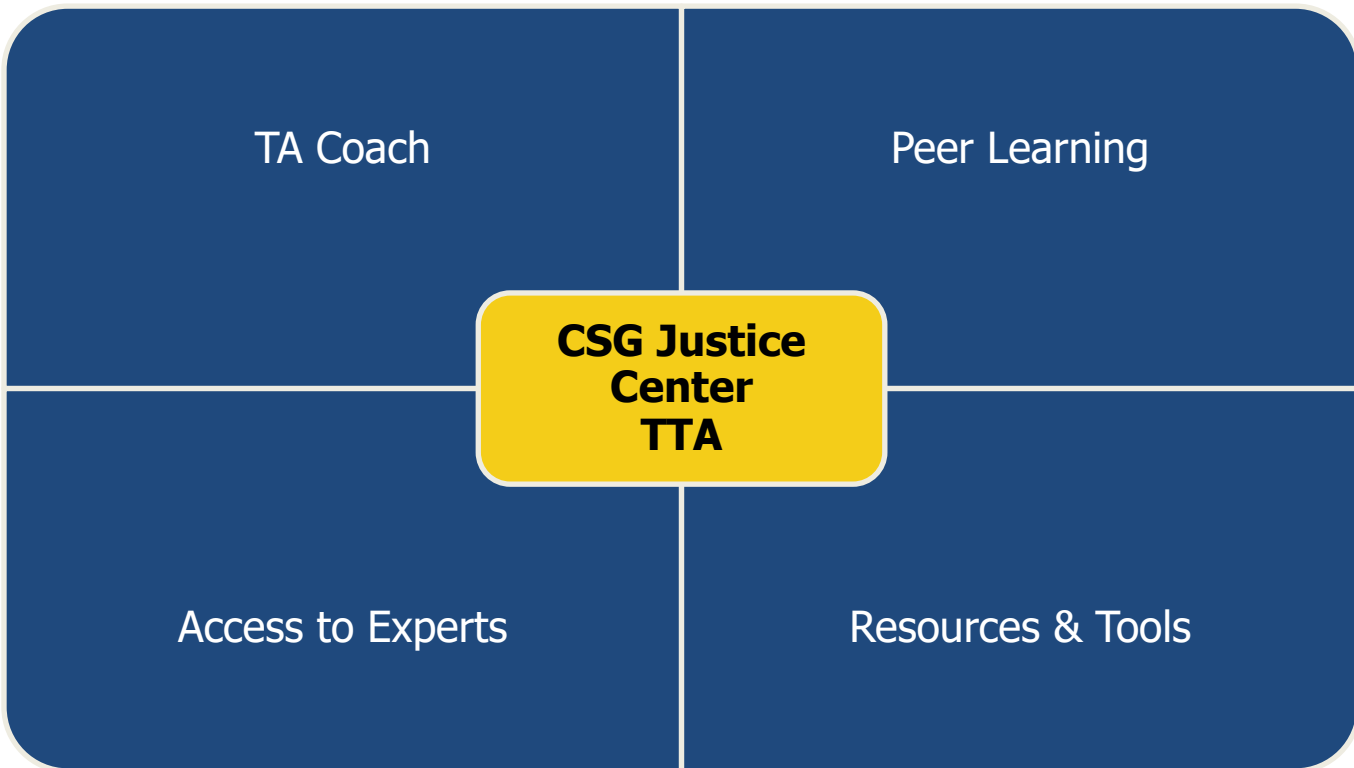 TA Coach
Peer Learning
CSG Justice
Center
TTA
Access to Experts
Resources & Tools